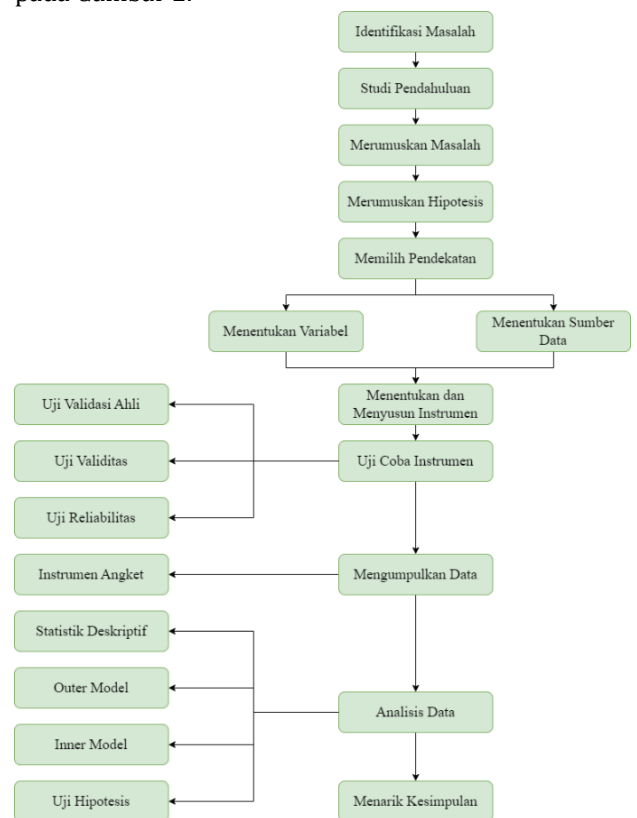 pada Gambar 2.
Identifikasi Masalah
Studi Pendahuluan
Merumuskan Masalah
Merumuskan Hipotesis
Memilih Pendekatan
Menentukan Variabel
Menentukan Sumber
Data
Menentukan dan
Menyusun Instrumen
Uji Validasi Ahli
Uji Validitas
Uji Coba Instrumen
Uji Reliabilitas
Instrumen Angket
Mengumpulkan Data
Statistik Deskriptif
Outer Model
Analisis Data
Inner Model
Uji Hipotesis
Menarik Kesimpulan